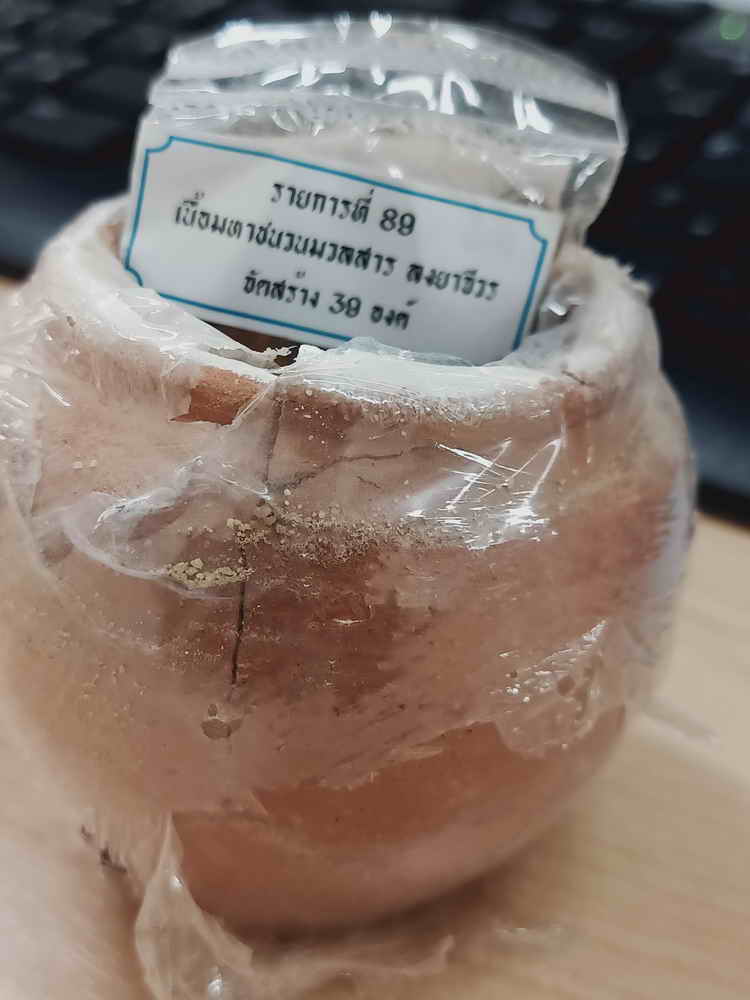 รายการที่ 89
เนื้อมหาชนวนมวลสาร ลงยาจีวร
จัดสร้าง 39 องค์